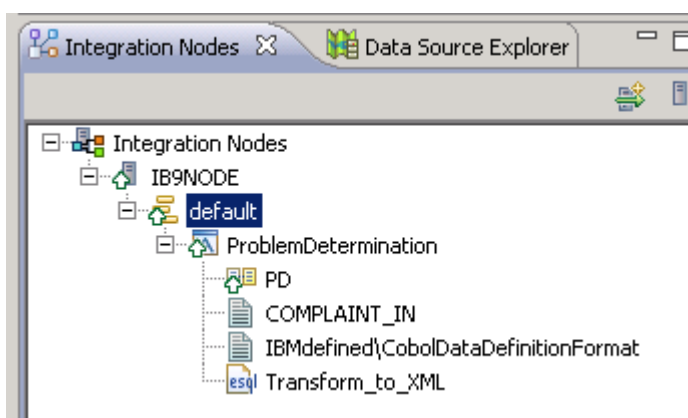 Integration Nodes Data Source Explorer
Integration Nodes
IB9NODE
default
ProblemDetermination
PD
COMPLAINT_IN
IBMdefined\CobolDataDefinitionFormat
esql Transform_to_XML